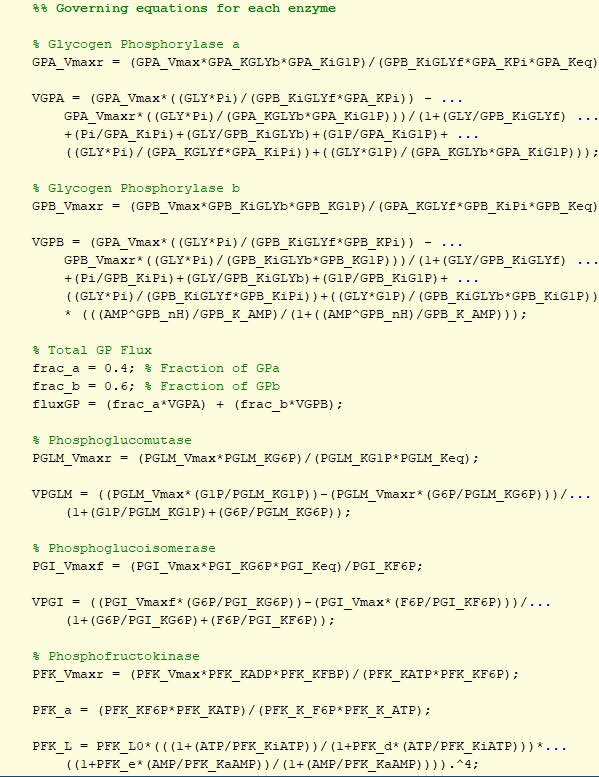 %% Governing equations for each enzyme
% Glycogen Phosphorylase a
GPA_Vmaxr = (GPA_Vmax*GPA_KGLYb*GPA_KiG1P)/(GPB_KiGLYf*GPA_KPi*GPA_Keq)
VGPA = (GPA_Vmax*((GLY*Pi)/(GPB_KiGLYf*GPA_KPi)) - ...
GPA_Vmaxr*((GLY*Pi)/(GPA_KGLYb*GPA_KiG1P)))/(1+(GLY/GPB_KiGLYf) ...
+(Pi/GPA_KiPi)+(GLY/GPB_KiGLYb)+(G1P/GPA_KiG1P)+ ...
((GLY*Pi)/(GPA_KGLYf*GPA_KiPi))+((GLY*G1P)/(GPA_KGLYb*GPA_KiG1P)));
% Glycogen Phosphorylase b
GPB_Vmaxr = (GPB_Vmax*GPB_KiGLYb*GPB_KG1P)/(GPA_KGLYf*GPB_KiPi*GPB_Keq)
VGPB = (GPA_Vmax*((GLY*Pi)/(GPB_KiGLYf*GPB_KPi)) - ...
GPB_Vmaxr*((GLY*Pi)/(GPB_KiGLYb*GPB_KG1P)))/(1+(GLY/GPB_KiGLYf) ...
+(Pi/GPB_KiPi)+(GLY/GPB_KiGLYb)+(G1P/GPB_KiG1P)+ ...
((GLY*Pi)/(GPB_KiGLYf*GPB_KiPi))+((GLY*G1P)/(GPB_KiGLYb*GPB_KiG1P))
* (((AMP^GPB_nH)/GPB_K_AMP)/(1+((AMP^GPB_nH)/GPB_K_AMP)));
% Total GP Flux
frac_a = 0.4; % Fraction of GPa
frac_b = 0.6; % Fraction of GPb
fluxGP = (frac_a*VGPA) + (frac_b*VGPB);
% Phosphoglucomutase
PGLM_Vmaxr = (PGLM_Vmax*PGLM_KG6P)/(PGLM_KG1P*PGLM_Keq);
VPGLM = ((PGLM_Vmax*(G1P/PGLM_KG1P))-(PGLM_Vmaxr*(G6P/PGLM_KG6P)))/...
(1+(G1P/PGLM_KG1P)+(G6P/PGLM_KG6P));
% Phosphoglucoisomerase
PGI_Vmaxf = (PGI_Vmax*PGI_KG6P*PGI_Keq)/PGI_KF6P;
VPGI = ((PGI_Vmaxf*(G6P/PGI_KG6P))-(PGI_Vmax*(F6P/PGI_KF6P)))/...
(1+(G6P/PGI_KG6P)+(F6P/PGI_KF6P));
% Phosphofructokinase
PFK_Vmaxr = (PFK_Vmax*PFK_KADP*PFK_KFBP)/(PFK_KATP*PFK_KF6P);
PFK_a = (PFK_KF6P*PFK_KATP)/(PFK_K_F6P*PFK_K_ATP);
PFK_L = PFK_L0*(((1+(ATP/PFK_KiATP))/(1+PFK_d*(ATP/PFK_KiATP)))*...
((1+PFK_e*(AMP/PFK_KaAMP))/(1+(AMP/PFK_KaAMP)))).^4;